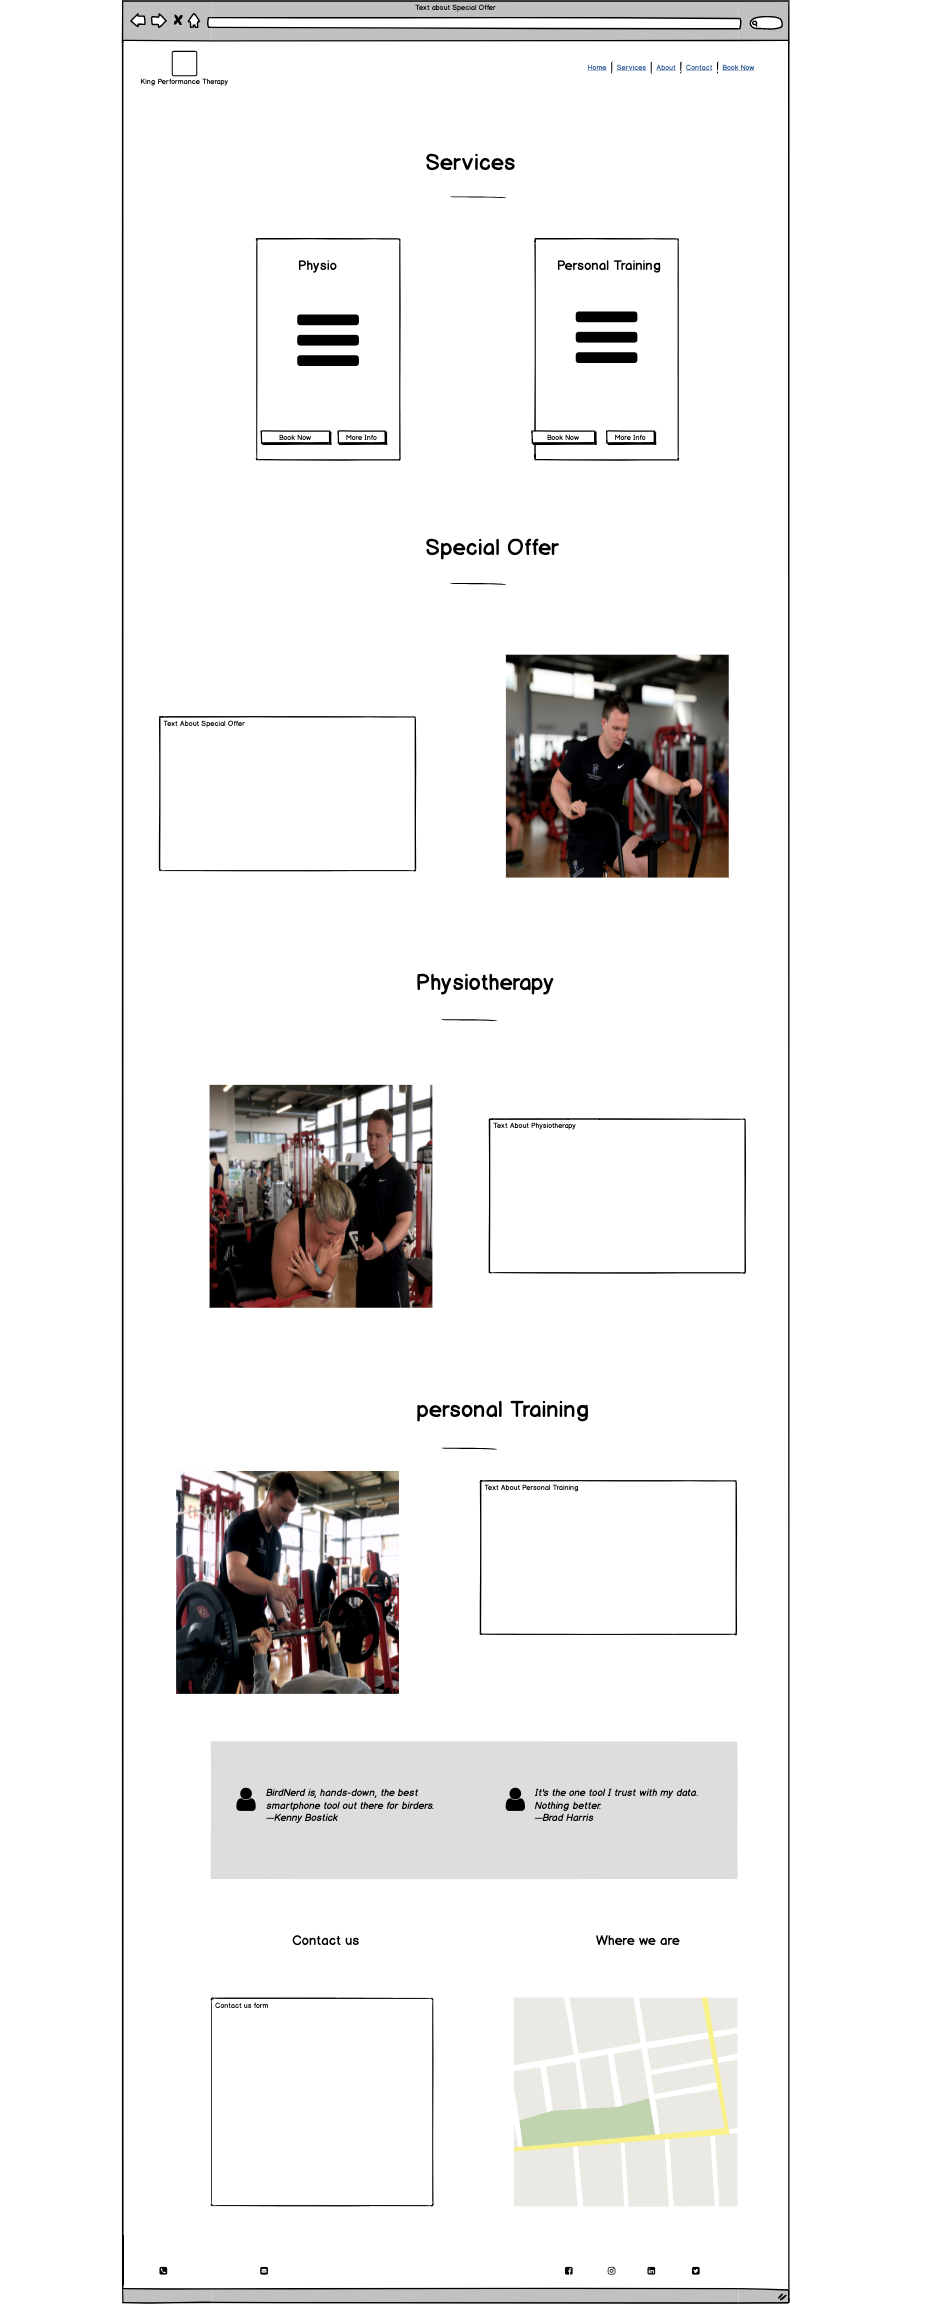 Text about Special Offer
King Performance Therapy
Home
Services
About
Contact
Book Now
Services
Physio
Personal Training
Book Now
More Info
Book Now
More Info
Special Offer
Text About Special Offer
Physiotherapy
Text About Physiotherapy
personal Training
Text About Personal Training
BirdNerd is, hands-down, the best
smartphone tool out there for birders.
—Kenny Bostick
It's the one tool I trust with my data.
Nothing better.
—Brad Harris
Contact us
Where we are
Contact us form